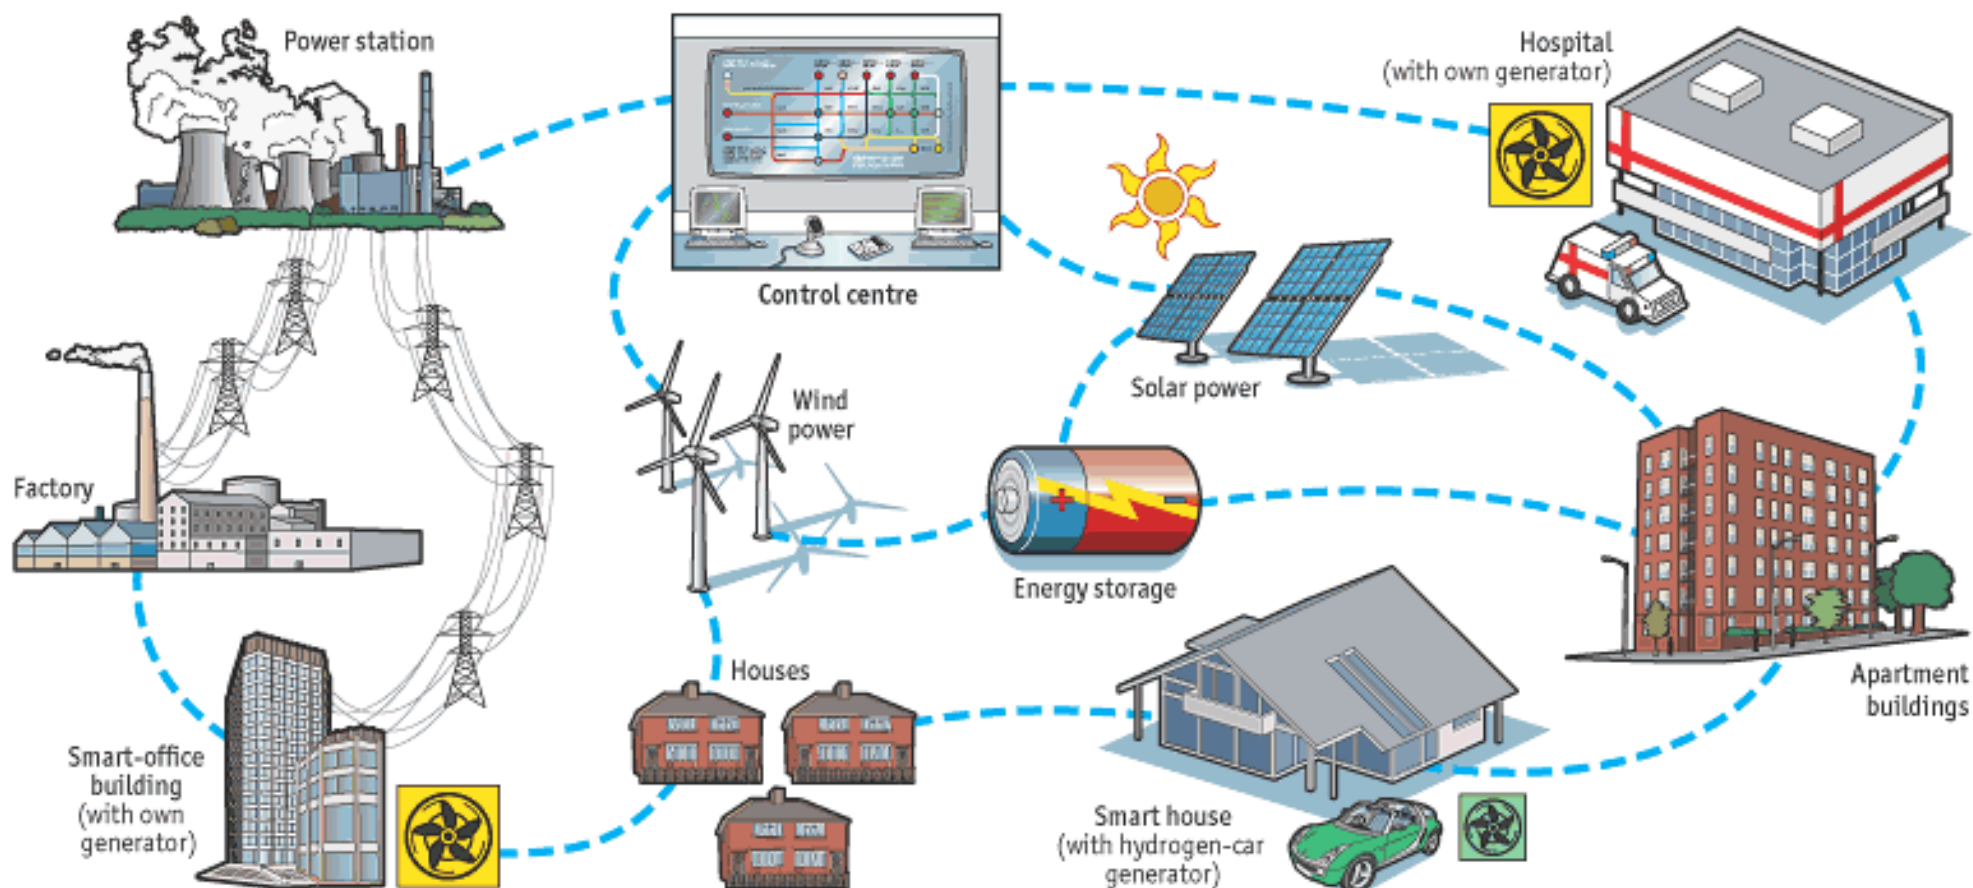 Power station
Hospital
(with own generator)
Control centre
Solar power
Wind
power
Factory
Energy storage
Houses
Apartment
buildings
Smart-office
building
(with own
generator)
Smart house
(with hydrogen-car
generator)